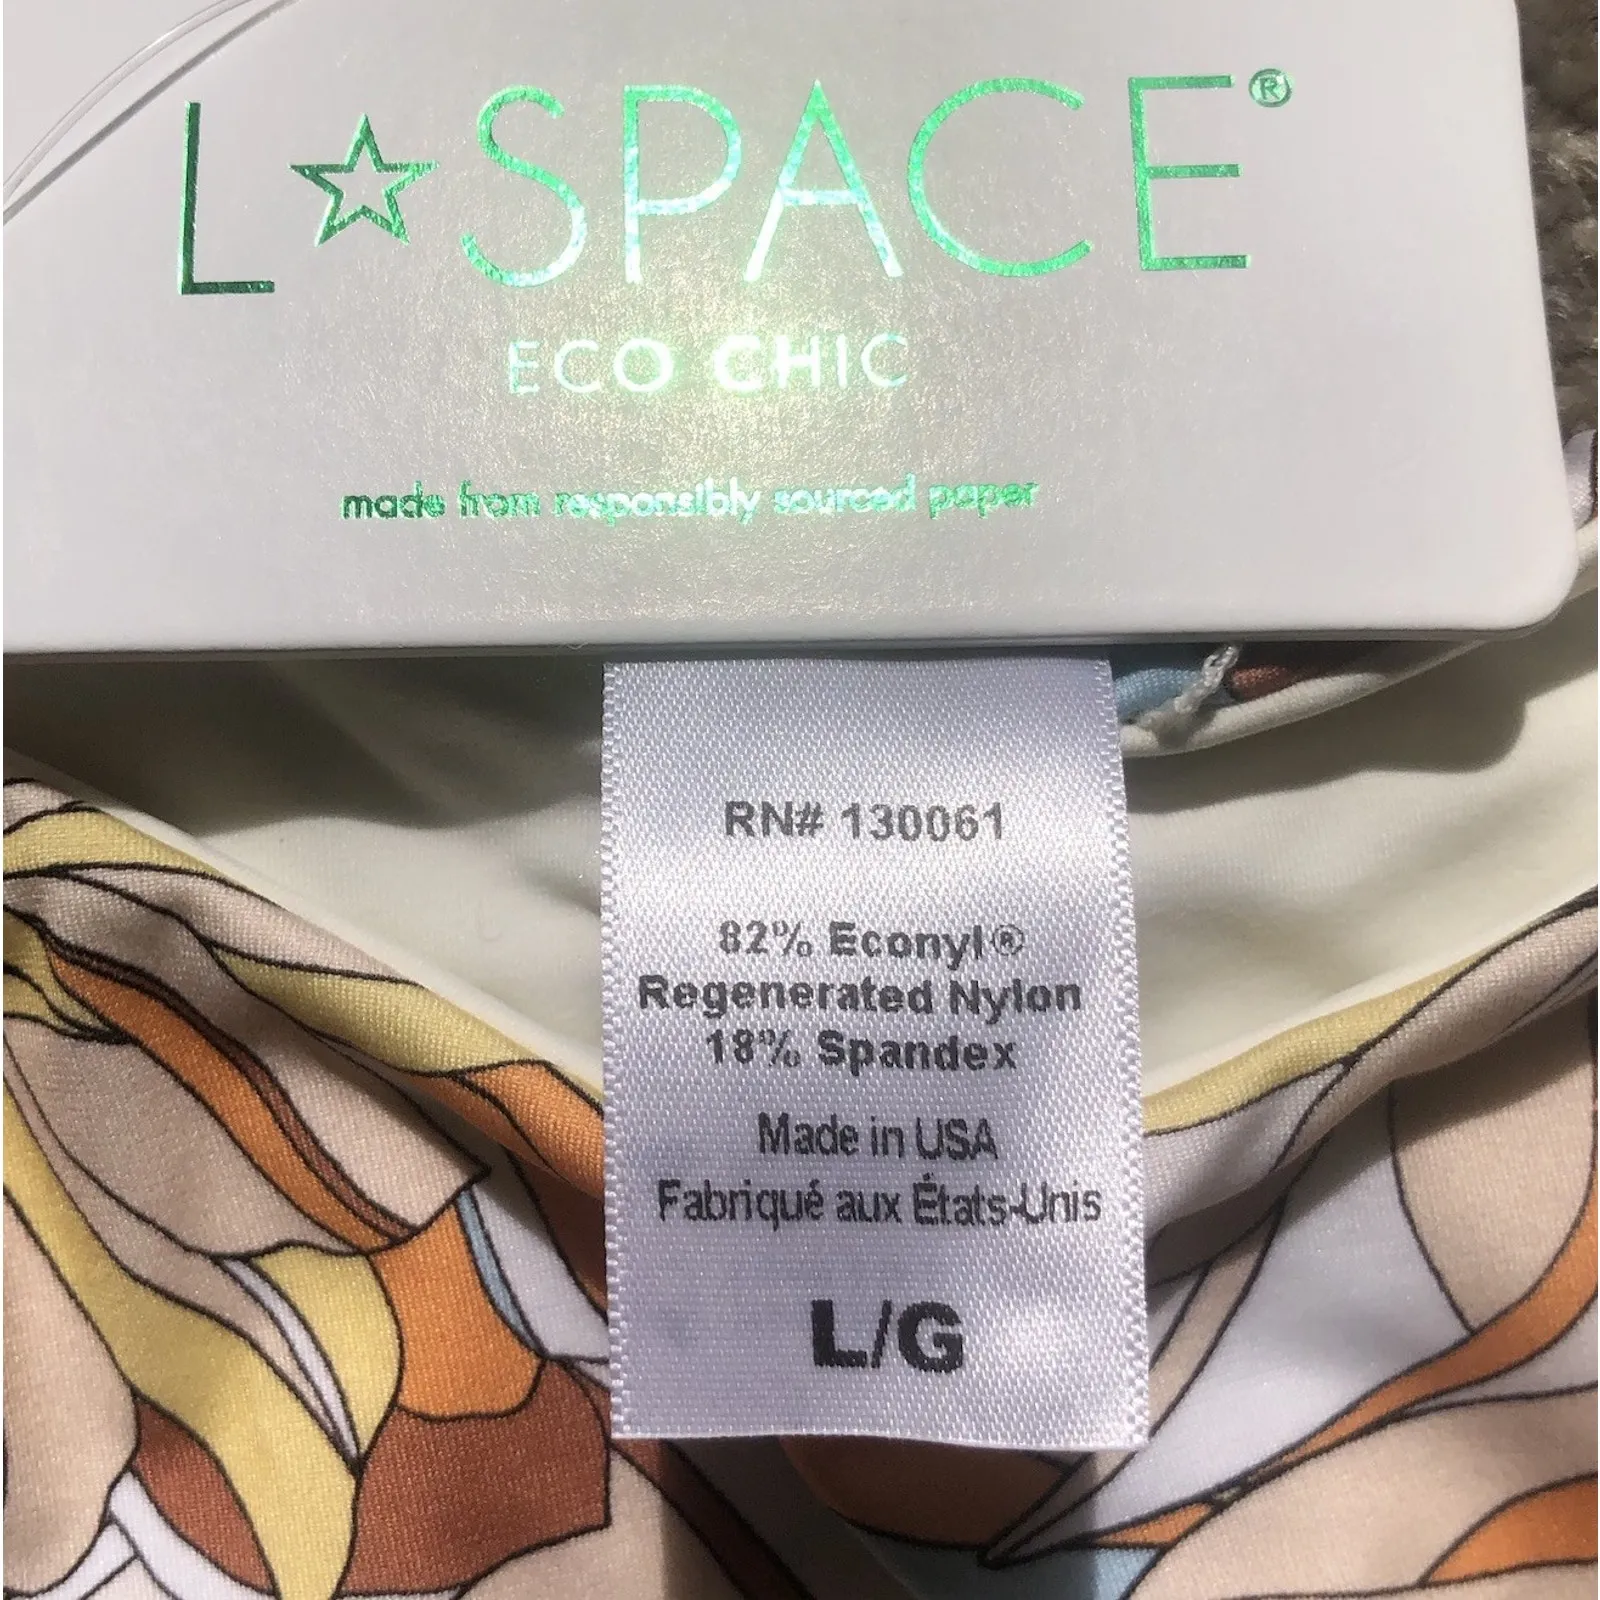 L☆SPACE®
ECO CHIC
made from responsibly sourced paper
RN# 130061
82% Econyl®
Regenerated Nylon
18% Spandex
Made in USA
Fabriqué aux États-Unis
L/G